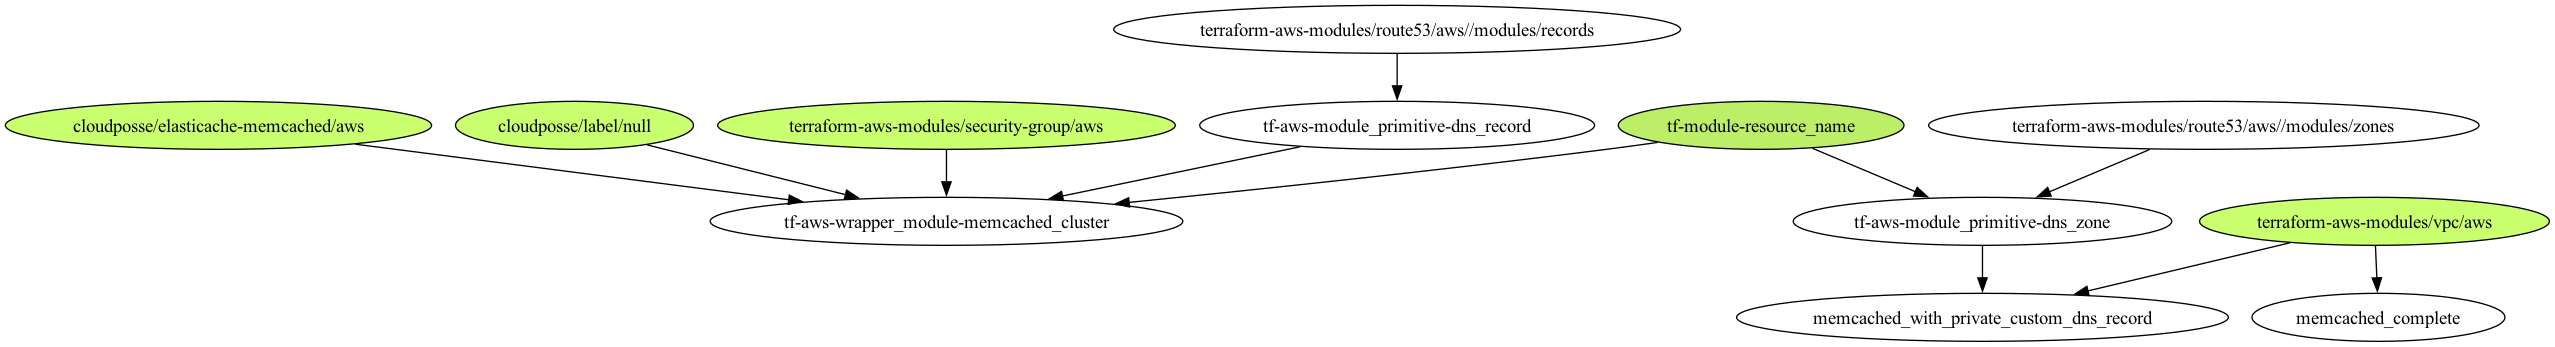 terraform-aws-modules/route53/aws//modules/records
cloudposse/elasticache-memcached/aws
cloudposse/label/null
terraform-aws-modules/security-group/aws
tf-aws-module_primitive-dns_record
tf-module-resource_name
terraform-aws-modules/route53/aws//modules/zones
tf-aws-wrapper_module-memcached_cluster
tf-aws-module_primitive-dns_zone
terraform-aws-modules/vpc/aws
memcached_with_private_custom_dns_record
memcached_complete